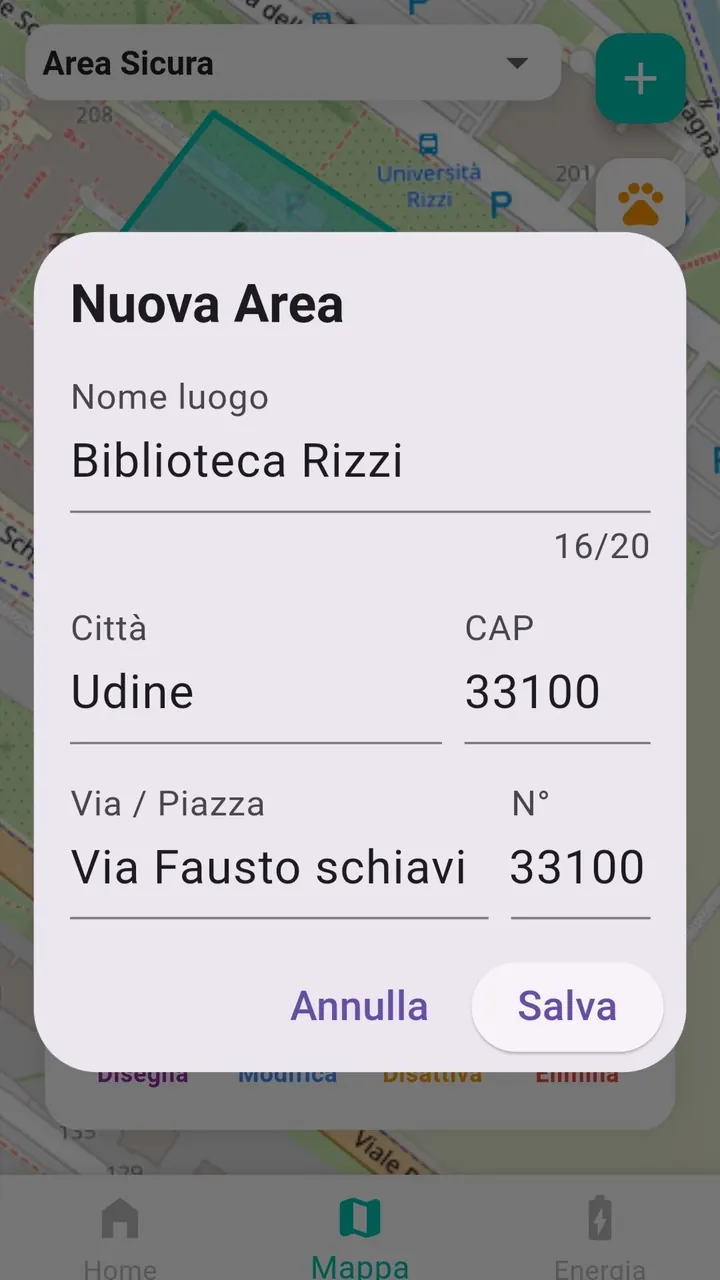 Area Sicura
208
201
Università
Rizzi
P
Nuova Area
Nome luogo
Biblioteca Rizzi
16/20
Città CAP
Udine 33100
Via / Piazza N°
Via Fausto schiavi 33100
Annulla Salva
Disegna Modifica Disattiva Elimina
135
129
Viale
Home Mappa Energia